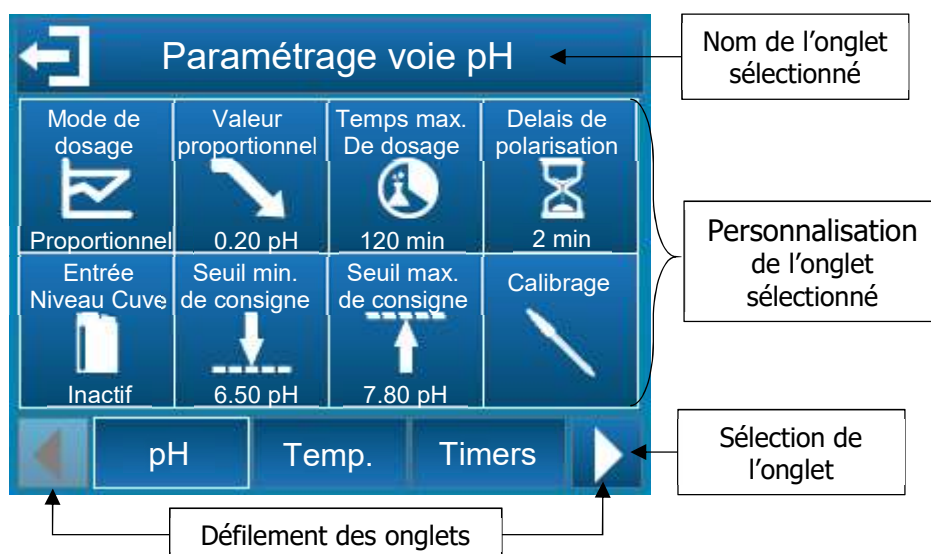 Paramétrage voie pH
Nom de l'onglet
sélectionné
Mode de
dosage
Proportionnel
Valeur
proportionnel
0.20 pH
Temps max.
De dosage
120 min
Delais de
polarisation
2 min
Entrée
Niveau Cuve
Inactif
Seuil min.
de consigne
6.50 pH
Seuil max.
de consigne
7.80 pH
Calibrage
Personnalisation
de l'onglet
sélectionné
pH
Temp.
Timers
Sélection de
l'onglet
Défilement des onglets